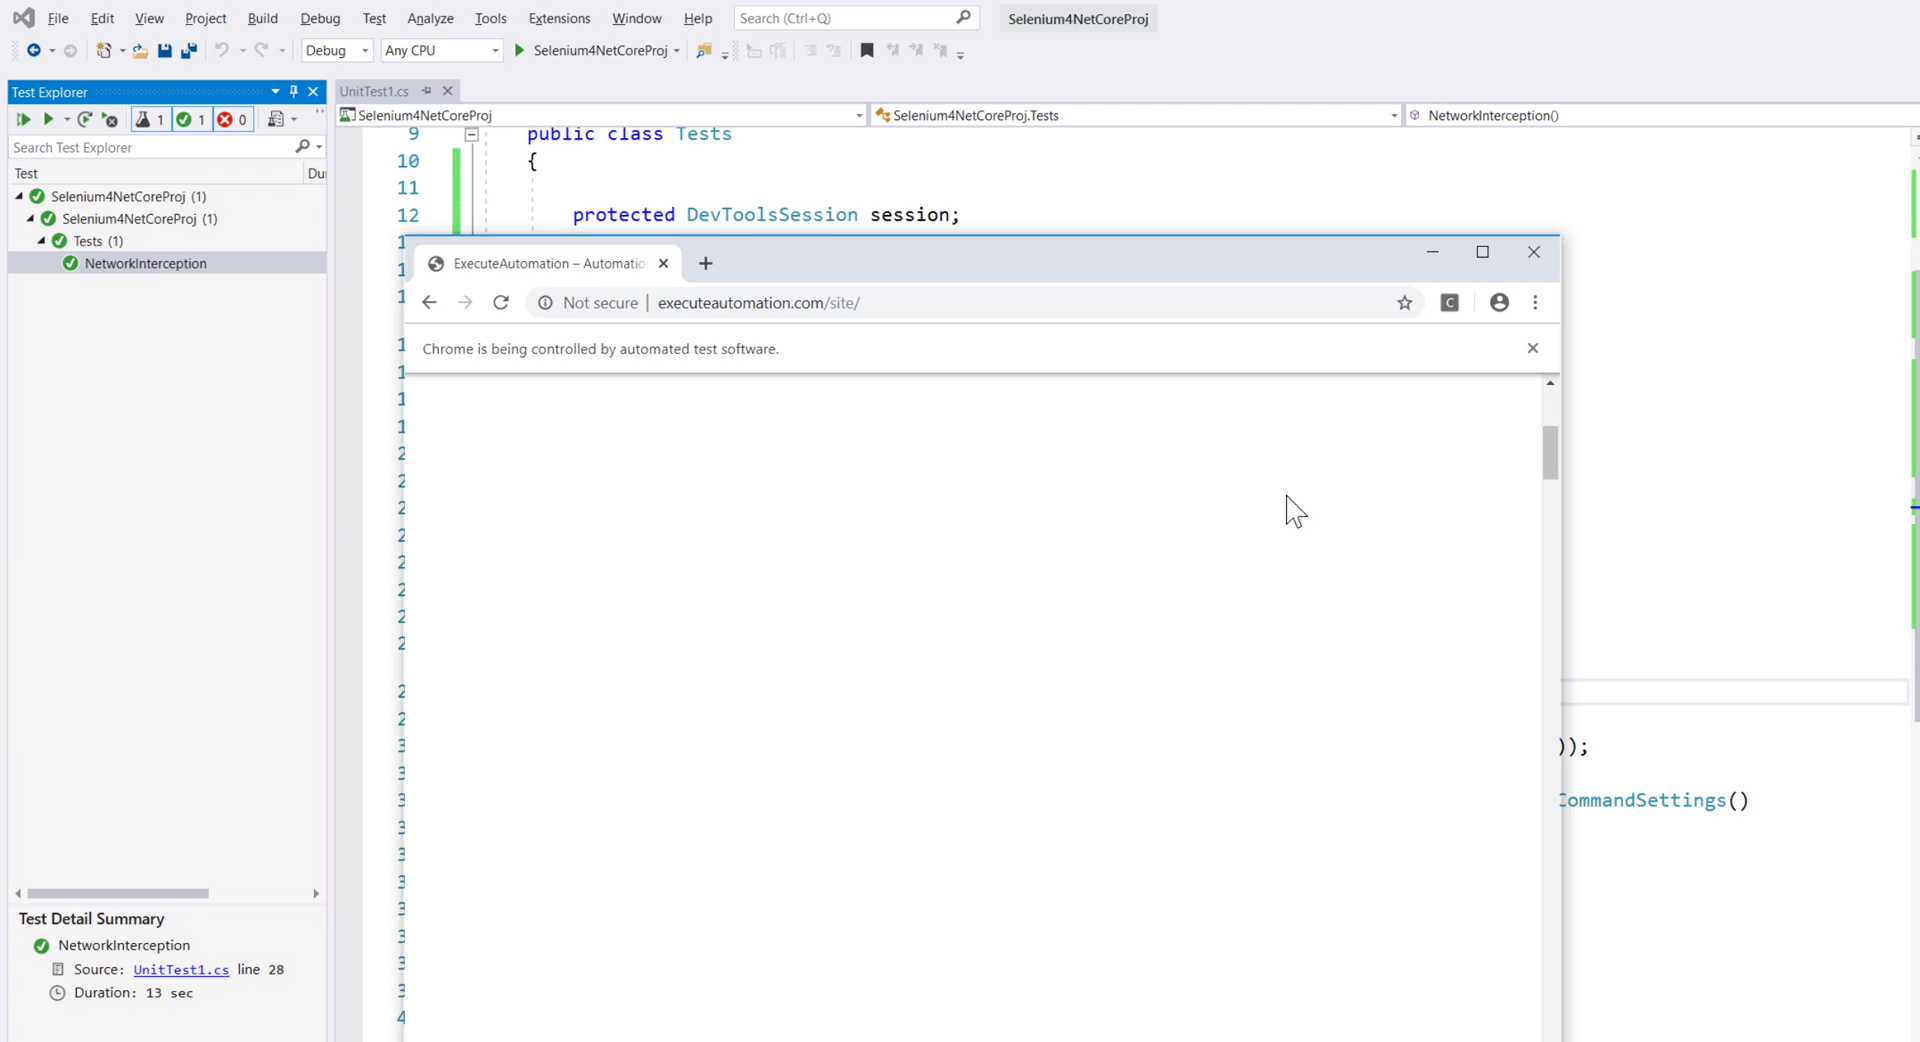 File Edit View Project Build Debug Test Analyze Tools Extensions Window Help Search (Ctrl+Q) Selenium4NetCoreProj
Debug Any CPU Selenium4NetCoreProj
Test Explorer
1 1 0
Search Test Explorer
Test Du
Selenium4NetCoreProj (1)
Selenium4NetCoreProj (1)
Tests (1)
NetworkInterception
UnitTest1.cs
Selenium4NetCoreProj Selenium4NetCoreProj.Tests NetworkInterception()
9 public class Tests
10 {
11
12 protected DevToolsSession session;
ExecuteAutomation – Automatio
Not secure | executeautomation.com/site/
C
Chrome is being controlled by automated test software.
));
CommandSettings()
Test Detail Summary
NetworkInterception
Source: UnitTest1.cs line 28
Duration: 13 sec